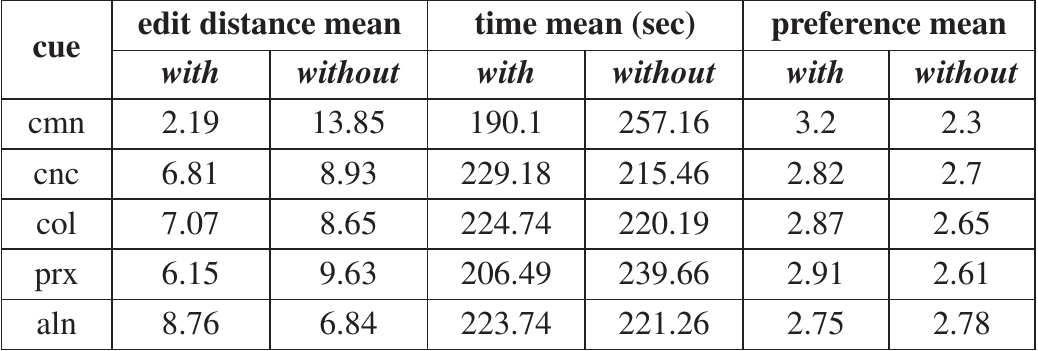 cue edit distance mean time mean (sec) preference mean
with without with without with without
cmn 2.19 13.85 190.1 257.16 3.2 2.3
cnc 6.81 8.93 229.18 215.46 2.82 2.7
col 7.07 8.65 224.74 220.19 2.87 2.65
prx 6.15 9.63 206.49 239.66 2.91 2.61
aln 8.76 6.84 223.74 221.26 2.75 2.78